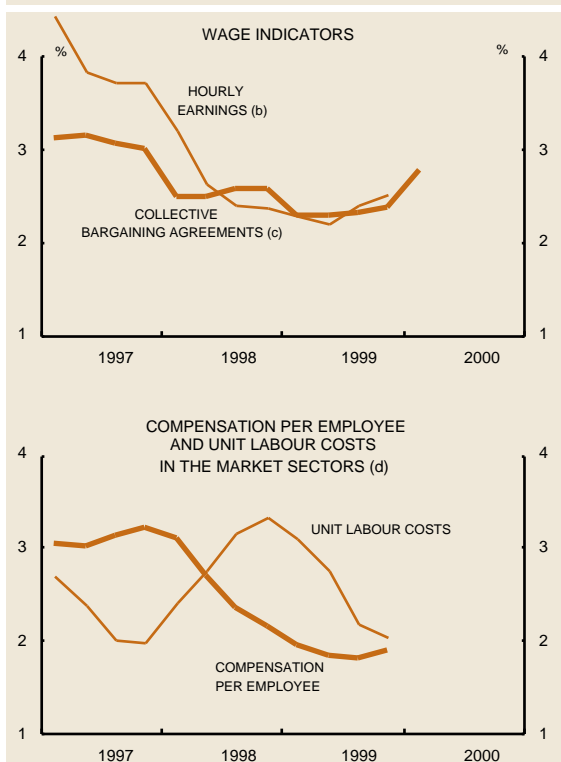 WAGE INDICATORS
4 % % 4
HOURLY
EARNINGS (b)
3 3
COLLECTIVE
BARGAINING AGREEMENTS (c)
2 2
1 1
1997 1998 1999 2000
COMPENSATION PER EMPLOYEE
AND UNIT LABOUR COSTS
IN THE MARKET SECTORS (d)
4 4
UNIT LABOUR COSTS
3 3
2 2
COMPENSATION
PER EMPLOYEE
1 1
1997 1998 1999 2000